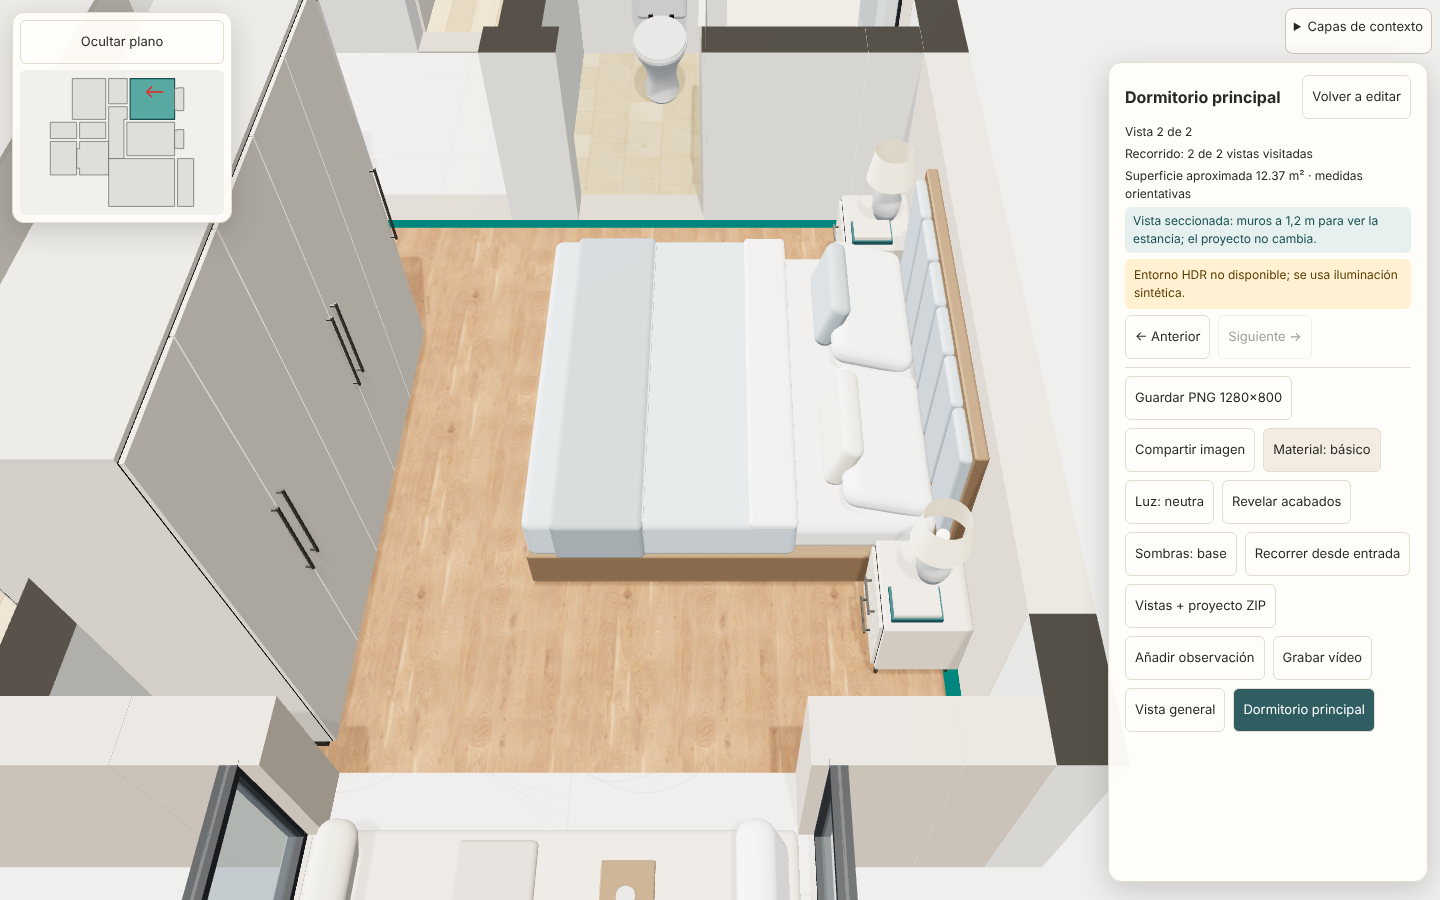 Ocultar plano
▶ Capas de contexto
Dormitorio principal
Volver a editar
Vista 2 de 2
Recorrido: 2 de 2 vistas visitadas
Superficie aproximada 12.37 m² · medidas
orientativas
Vista seccionada: muros a 1,2 m para ver la
estancia; el proyecto no cambia.
Entorno HDR no disponible; se usa iluminación
sintética.
← Anterior
Siguiente →
Guardar PNG 1280×800
Compartir imagen
Material: básico
Luz: neutra
Revelar acabados
Sombras: base
Recorrer desde entrada
Vistas + proyecto ZIP
Añadir observación
Grabar vídeo
Vista general
Dormitorio principal